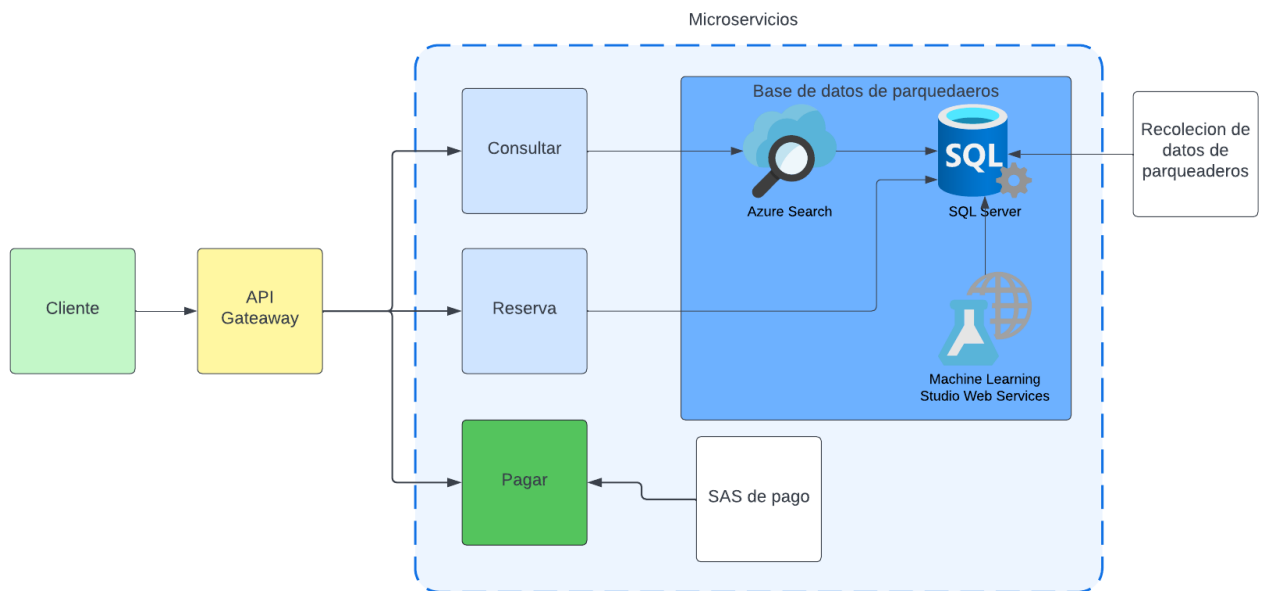 Microservicios
Base de datos de parquedaeros
Consultar
SQL
Azure Search
SQL Server
Recolecion de
datos de
parqueaderos
Cliente
API
Gateaway
Reserva
Machine Learning
Studio Web Services
Pagar
SAS de pago